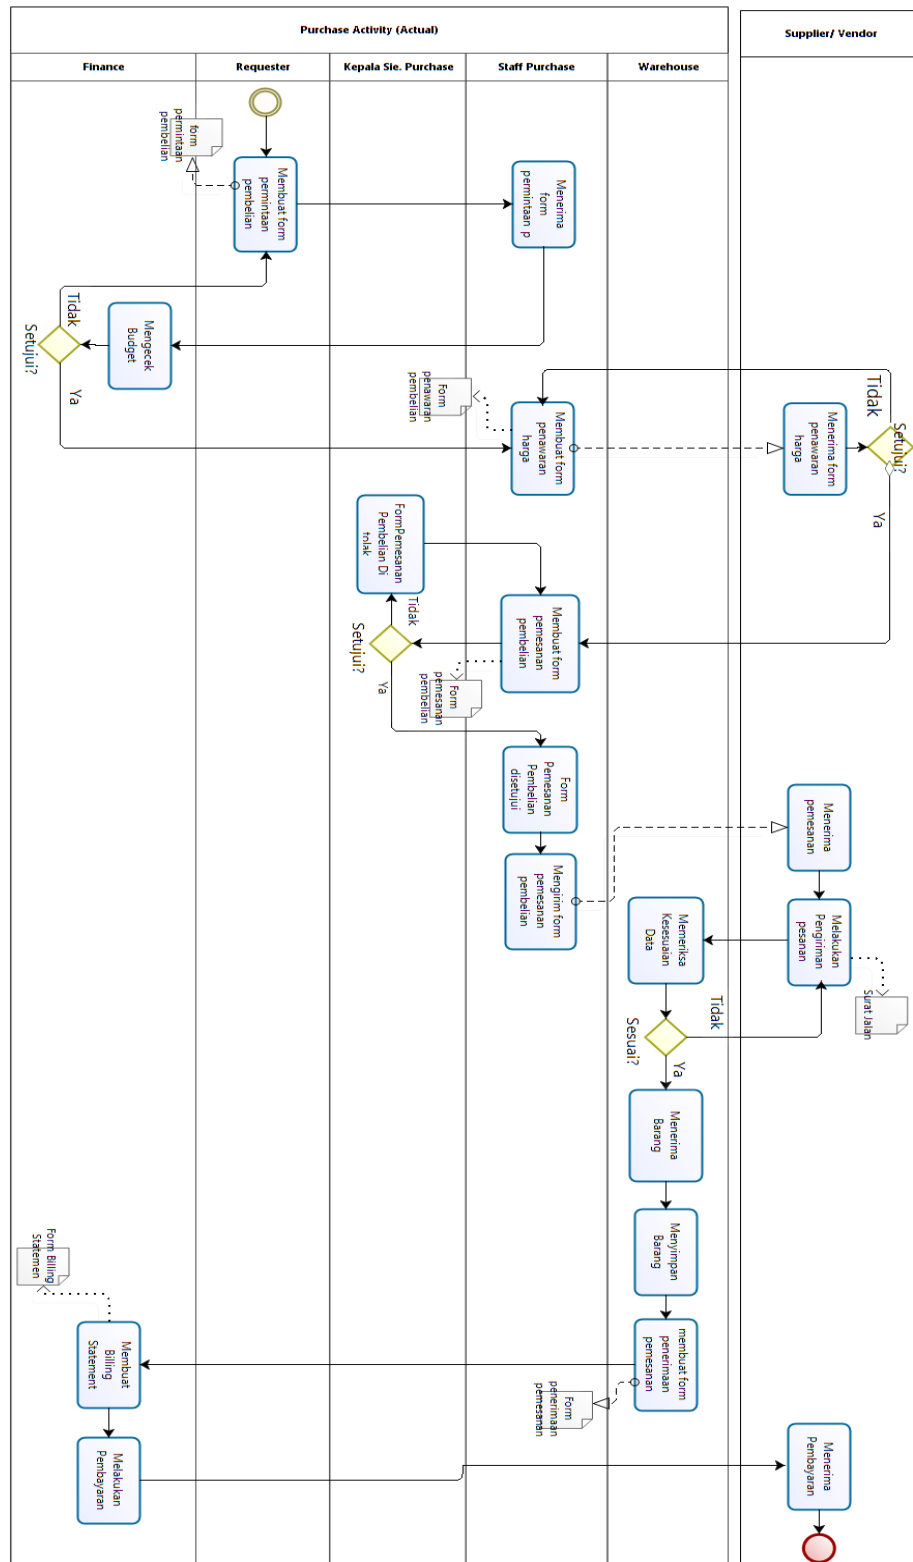 Purchase Activity (Actual)
Supplier/ Vendor
Finance
Requester
Kepala Sie. Purchase
Staff Purchase
Warehouse
form
permintaan
pembelian
Membuat form
permintaan
pembelian
Menerima
form
permintaan p
Mengecek
Budget
Tidak
Setujui?
Ya
Form
penawaran
pembelian
Membuat form
penawaran
harga
Menerima form
penawaran
harga
Tidak
Setujui?
Ya
FormPemesanan
Pembelian Di
tolak
Tidak
Setujui?
Ya
Membuat form
pemesanan
pembelian
Form
pemesanan
pembelian
Form
Pemesanan
Pembelian
disetujui
Mengirim form
pemesanan
pembelian
Menerima
pemesanan
Melakukan
Pengiriman
pesanan
Surat Jalan
Memeriksa
Kesesuaian
Data
Tidak
Sesuai?
Ya
Menerima
Barang
Menyimpan
Barang
membuat form
penerimaan
pemesanan
Form
penerimaan
pemesanan
Form Billing
Statemen
Membuat
Billing
Statement
Melakukan
Pembayaran
Menerima
Pembayaran